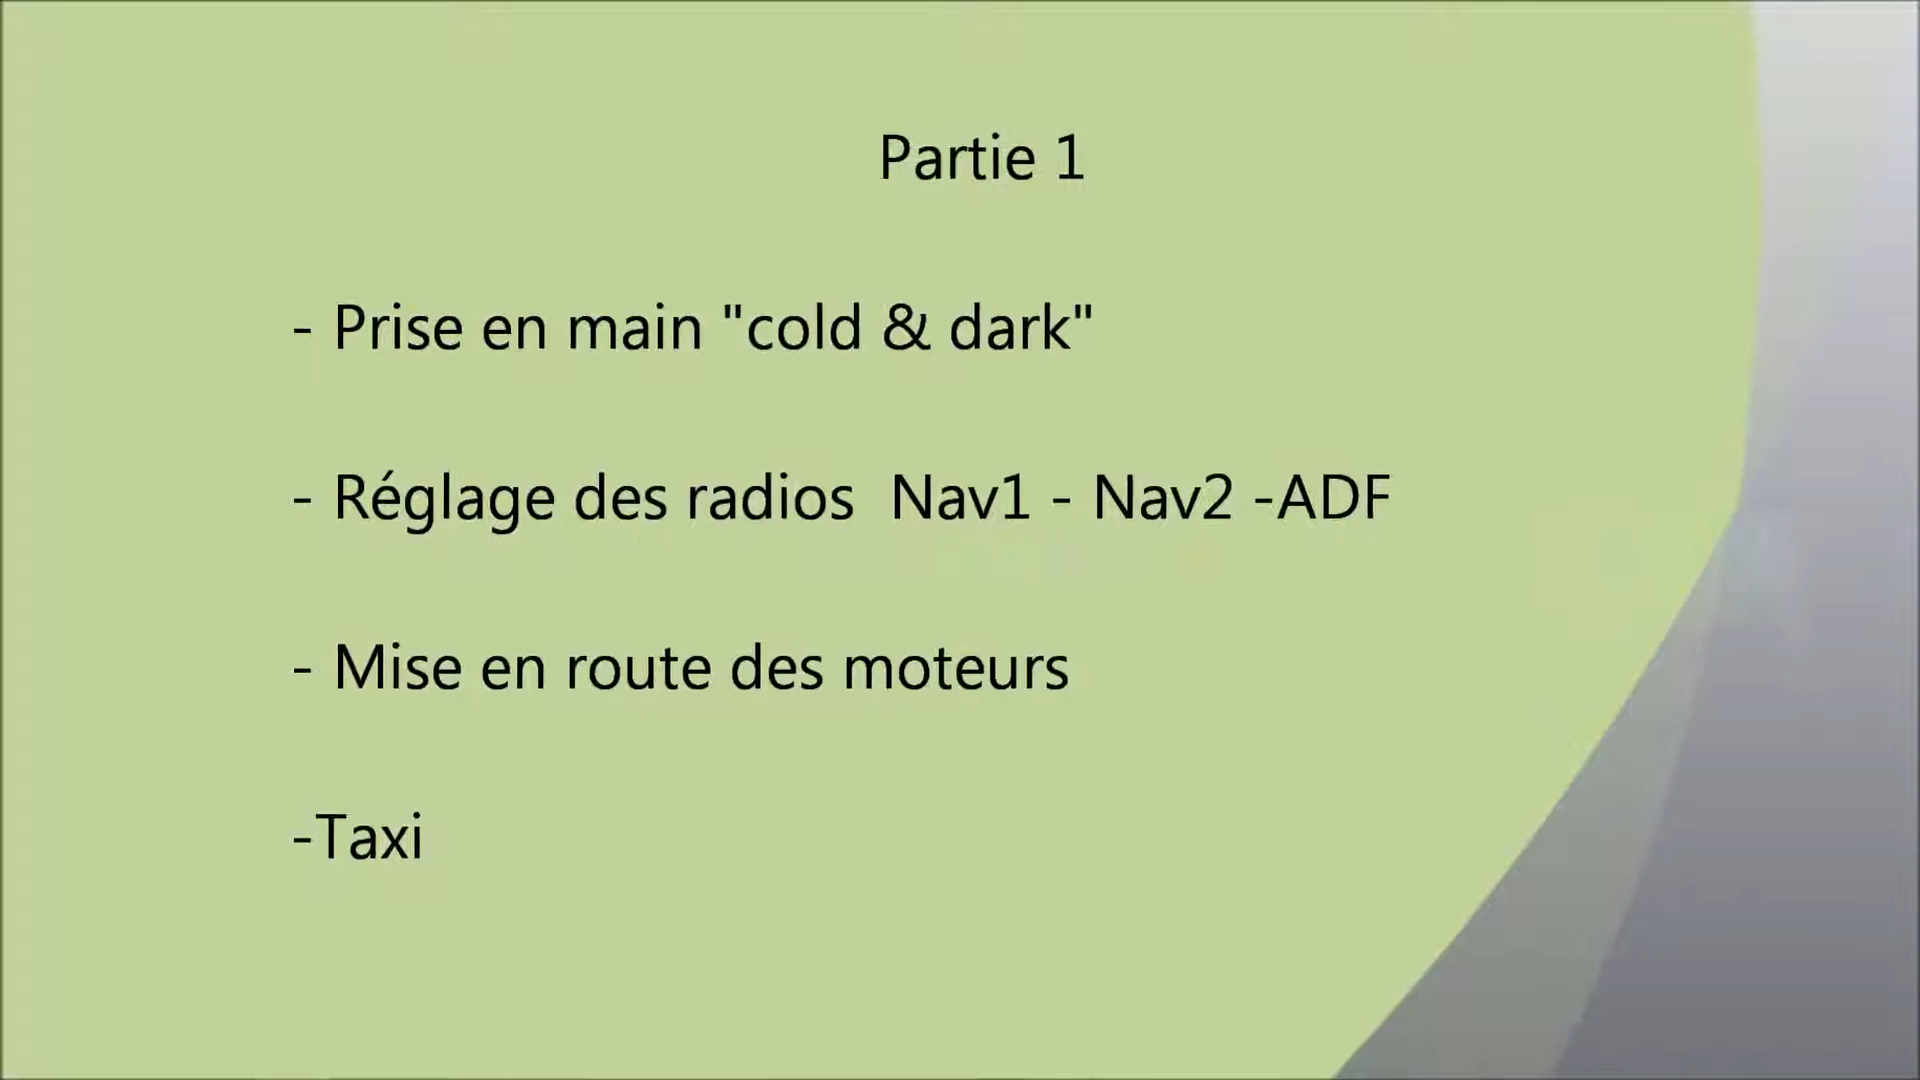 Partie 1
- Prise en main "cold & dark"
- Réglage des radios  Nav1 - Nav2 -ADF
- Mise en route des moteurs
-Taxi